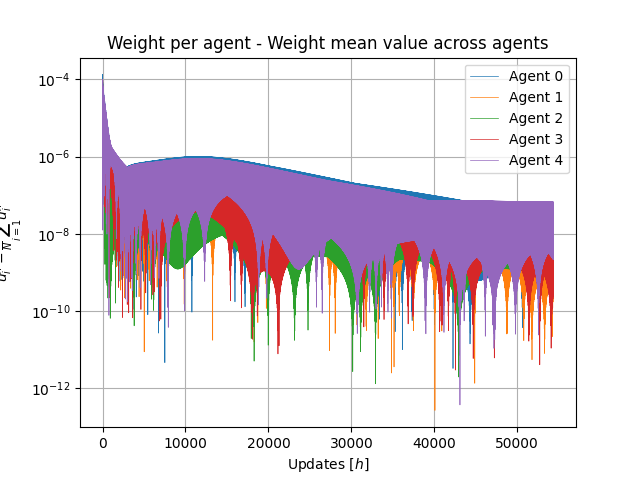 Weight per agent - Weight mean value across agents
Agent 0
Agent 1
Agent 2
Agent 3
Agent 4
10⁻⁴
10⁻⁶
10⁻⁸
10⁻¹⁰
10⁻¹²
0 10000 20000 30000 40000 50000
Updates [h]